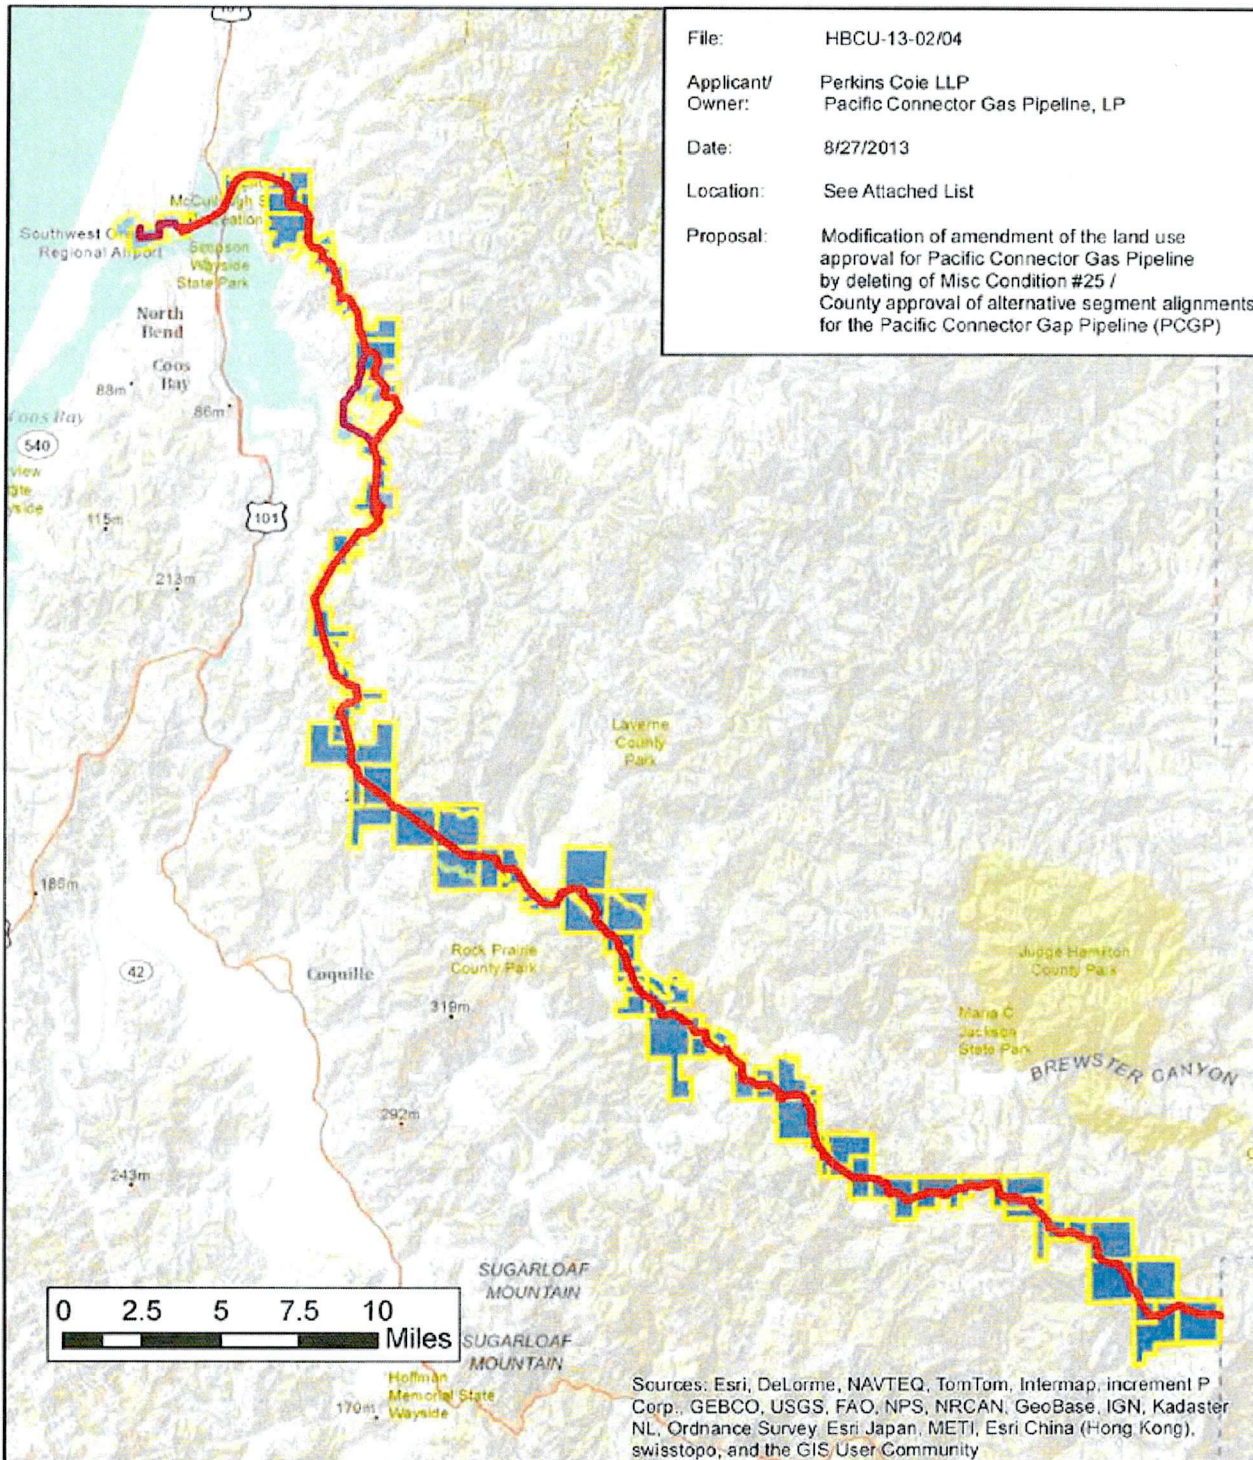 File: HBCU-13-02/04
Applicant/ Perkins Coie LLP
Owner: Pacific Connector Gas Pipeline, LP
Date: 8/27/2013
Location: See Attached List
Proposal: Modification of amendment of the land use
approval for Pacific Connector Gas Pipeline
by deleting of Misc Condition #25 /
County approval of alternative segment alignments
for the Pacific Connector Gap Pipeline (PCGP)
101
Southwest
Regional Airport
Simpson
Wayside
State Park
North
Bend
Coos
Bay
88m
86m
Coos Bay
540
view
yside
115m
101
213m
Laverne
County
Park
185m
42
Coquille
Rock Prairie
County Park
319m
Judge Hamilton
County Park
Maria C
Jackson
State Park
BREWSTER CANYON
292m
243m
SUGARLOAF
MOUNTAIN
0 2.5 5 7.5 10
Miles
SUGARLOAF
MOUNTAIN
Hoffman
Memorial State
Wayside
170m
Sources: Esri, DeLorme, NAVTEQ, TomTom, Intermap, increment P
Corp., GEBCO, USGS, FAO, NPS, NRCAN, GeoBase, IGN, Kadaster
NL, Ordnance Survey, Esri Japan, METI, Esri China (Hong Kong),
swisstopo, and the GIS User Community